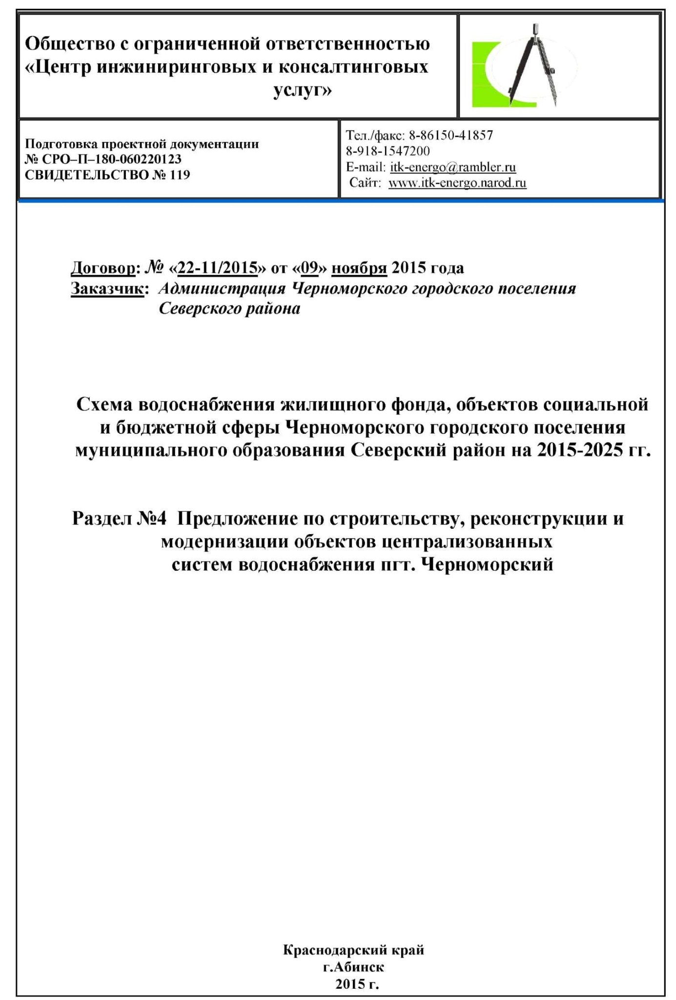 Общество с ограниченной ответственностью
«Центр инжиниринговых и консалтинговых
услуг»
Подготовка проектной документации
№ СРО–П–180-060220123
СВИДЕТЕЛЬСТВО № 119
Тел./факс: 8-86150-41857
8-918-1547200
E-mail: itk-energo@rambler.ru
Сайт: www.itk-energo.narod.ru
Договор: № «22-11/2015» от «09» ноября 2015 года
Заказчик: Администрация Черноморского городского поселения
Северского района
Схема водоснабжения жилищного фонда, объектов социальной
и бюджетной сферы Черноморского городского поселения
муниципального образования Северский район на 2015-2025 гг.
Раздел №4 Предложение по строительству, реконструкции и
модернизации объектов централизованных
систем водоснабжения пгт. Черноморский
Краснодарский край
г.Абинск
2015 г.